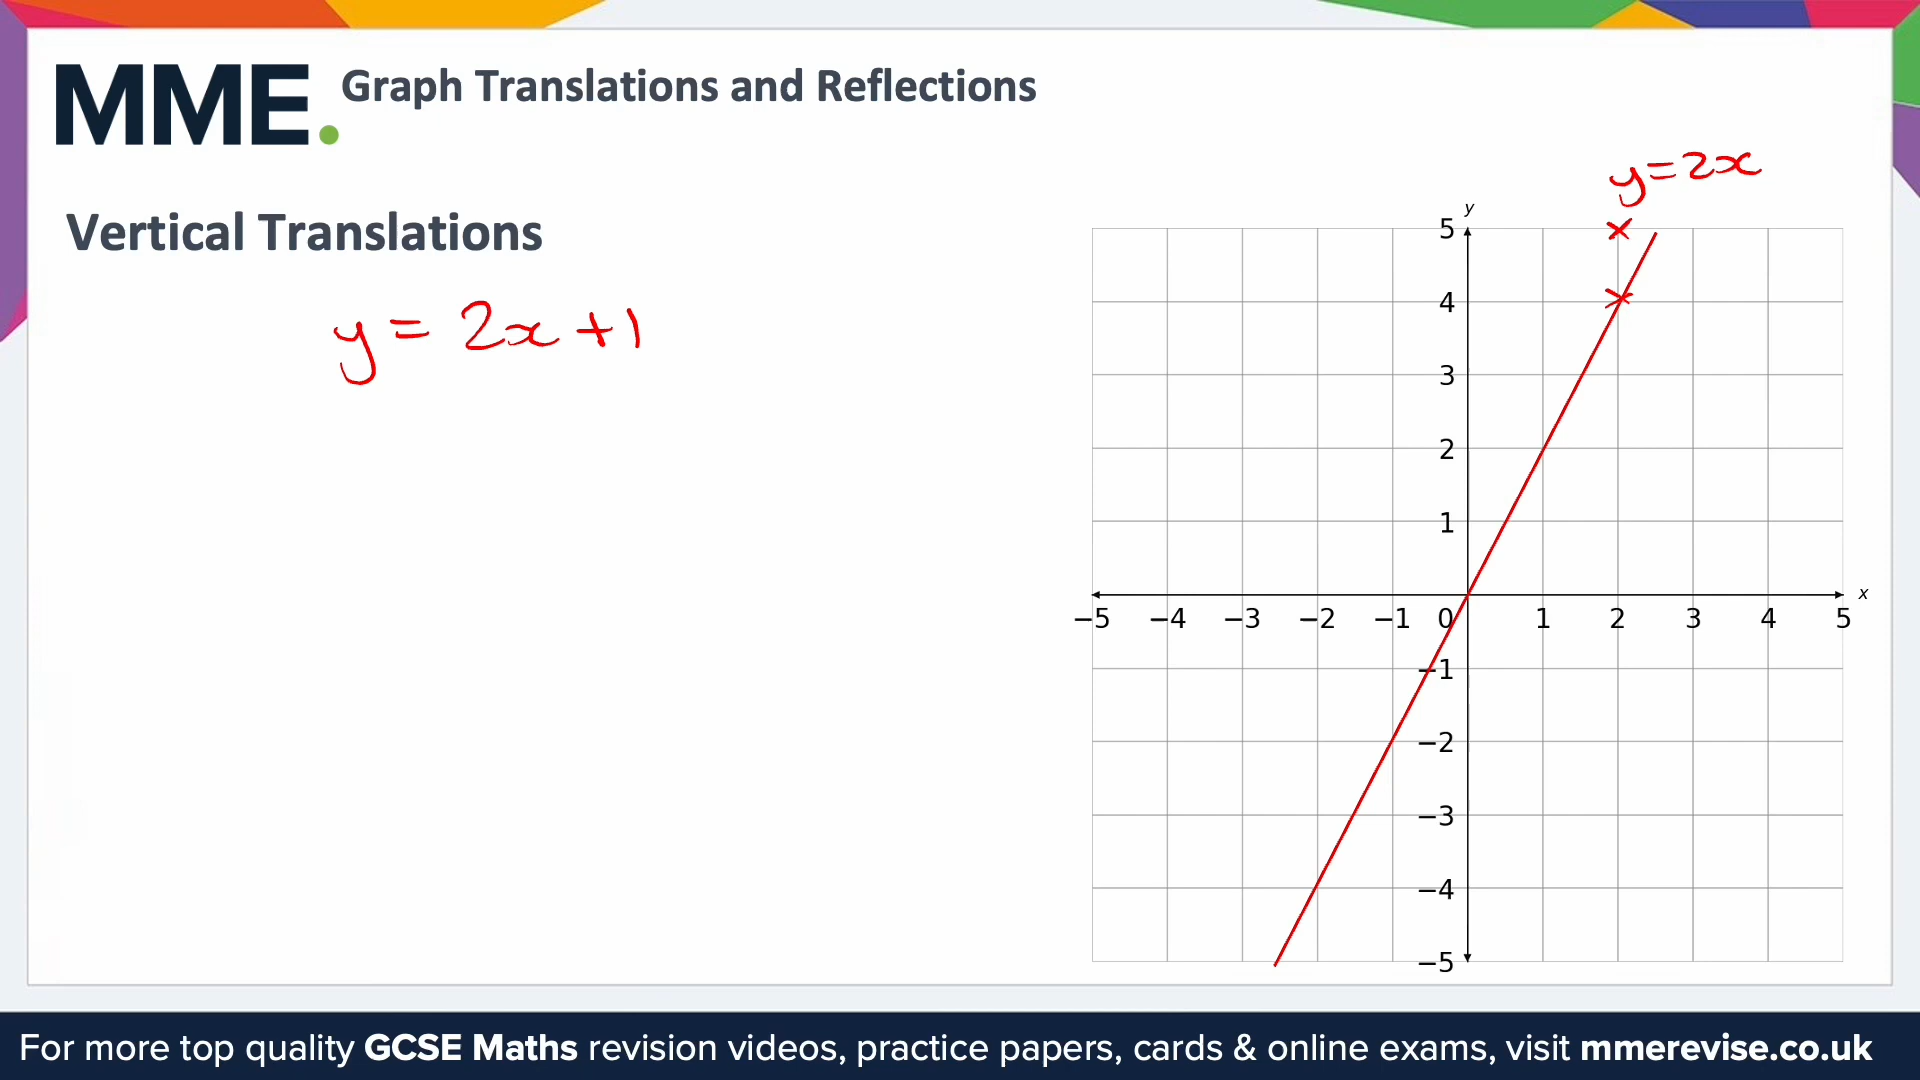 MME.
Graph Translations and Reflections
Vertical Translations
y = 2x + 1
y = 2x
y
5
4
3
2
1
x
−5 −4 −3 −2 −1 0 1 2 3 4 5
−1
−2
−3
−4
−5
For more top quality GCSE Maths revision videos, practice papers, cards & online exams, visit mmerevise.co.uk